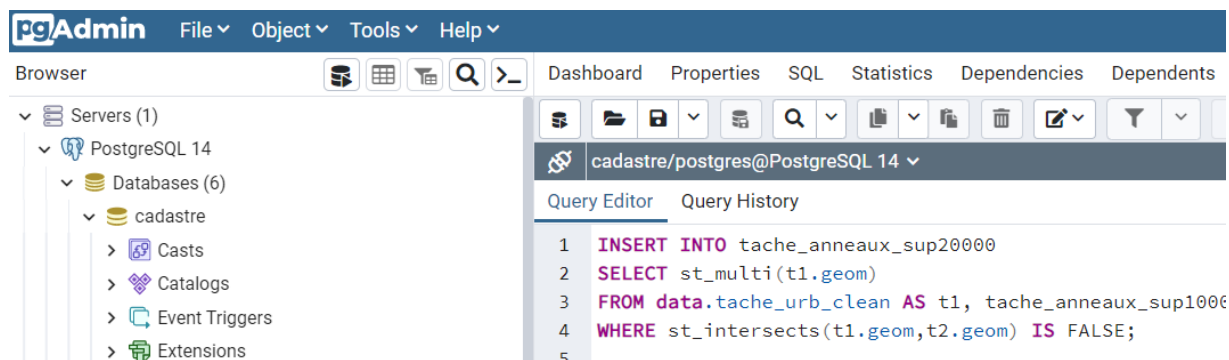 pgAdmin File Object Tools Help
Browser
Dashboard Properties SQL Statistics Dependencies Dependents
Servers (1)
PostgreSQL 14
Databases (6)
cadastre
Casts
Catalogs
Event Triggers
Extensions
cadastre/postgres@PostgreSQL 14
Query Editor Query History
1 INSERT INTO tache_anneaux_sup20000
2 SELECT st_multi(t1.geom)
3 FROM data.tache_urb_clean AS t1, tache_anneaux_sup1000
4 WHERE st_intersects(t1.geom,t2.geom) IS FALSE;
5